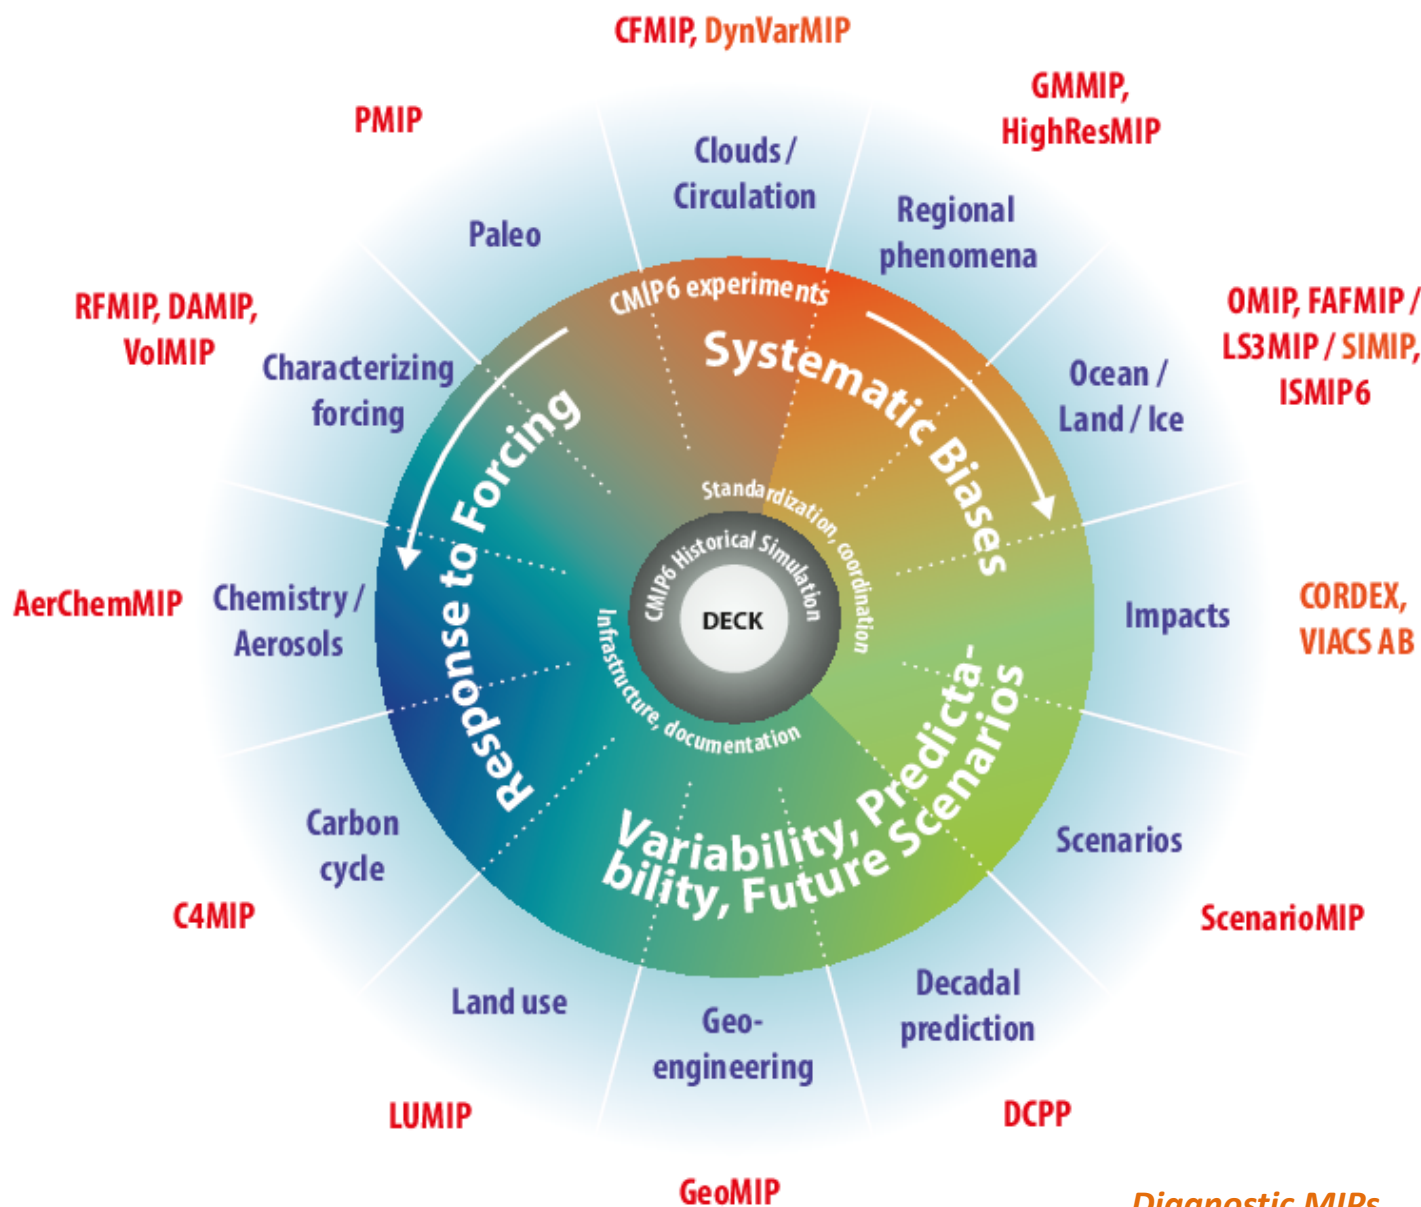 CFMIP, DynVarMIP
GMMIP,
HighResMIP
PMIP
Clouds /
Circulation
Regional
phenomena
Paleo
CMIP6 experiments
OMIP, FAFMIP /
LS3MIP / SIMIP,
ISMIP6
RFMIP, DAMIP,
VolMIP
Characterizing
forcing
Ocean /
Land / Ice
Systematic Biases
Response to Forcing
Standardization, coordination
CMIP6 Historical Simulation
DECK
Infrastructure, documentation
AerChemMIP
Chemistry /
Aerosols
Impacts
CORDEX,
VIACS AB
Variability, Predicta-
bility, Future Scenarios
Carbon
cycle
Scenarios
C4MIP
ScenarioMIP
Land use
Geo-
engineering
Decadal
prediction
LUMIP
DCPP
GeoMIP
Diagnostic MIPs